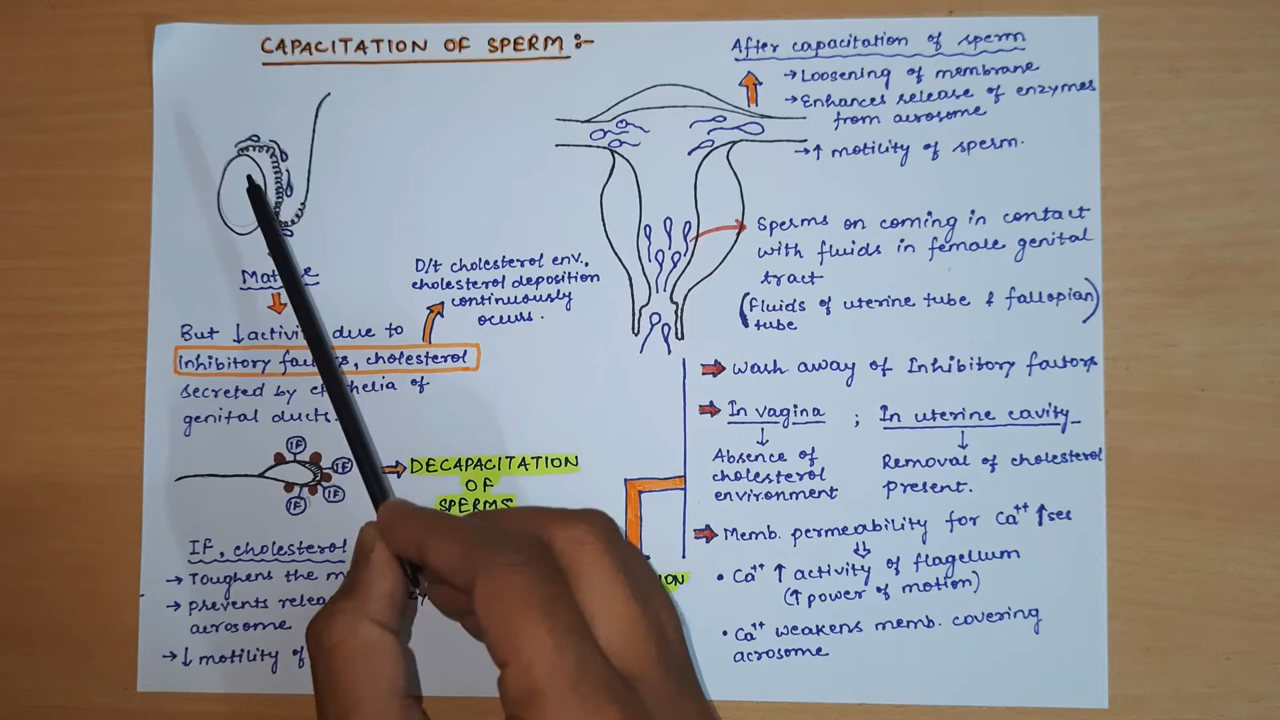 CAPACITATION OF SPERM :-
But ↓ activi due to
inhibitory fac s, cholesterol
secreted by e thelia of
genital ducts.
D/t cholesterol env.,
cholesterol deposition
continuously
occurs.
IF
IF
IF
IF
DECAPACITATION
OF
SPERMS
IF, cholesterol
→ Toughens the m
→ prevents relea
acrosome
→ ↓ motility of
After capacitation of sperm
→ Loosening of membrane
→ Enhances release of enzymes
from acrosome
→ ↑ motility of sperm.
Sperms on coming in contact
with fluids in female genital
tract
(Fluids of uterine tube & fallopian)
tube
→ wash away of Inhibitory factors
→ In vagina ; In uterine cavity
↓ ↓
Absence of
cholesterol
environment
Removal of cholesterol
present.
→ Memb. permeability for Ca++ ↑ses
• Ca++ ↑ activity of flagellum
(↑ power of motion)
• Ca++ weakens memb. covering
acrosome
ION